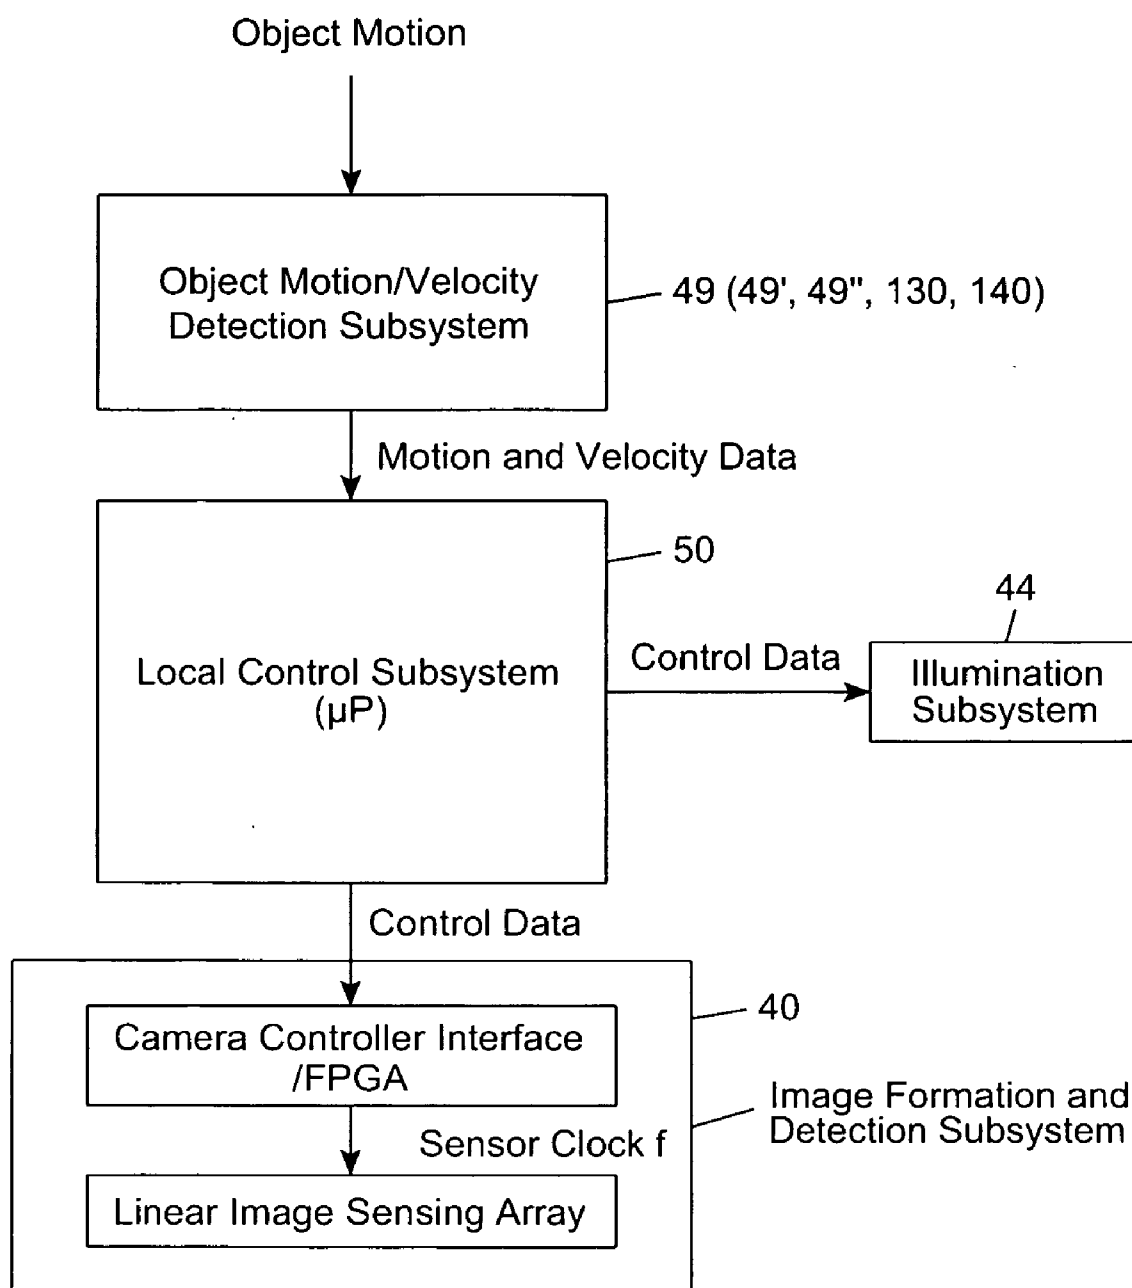 Object Motion
Object Motion/Velocity
Detection Subsystem
49 (49', 49", 130, 140)
Motion and Velocity Data
50
44
Local Control Subsystem
(µP)
Control Data
Illumination
Subsystem
Control Data
40
Camera Controller Interface
/FPGA
Image Formation and
Detection Subsystem
Sensor Clock f
Linear Image Sensing Array